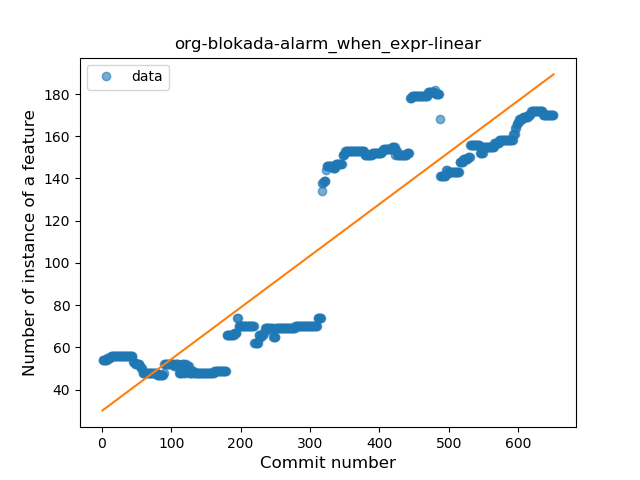 org-blokada-alarm_when_expr-linear
data
Number of instance of a feature
180
160
140
120
100
80
60
40
0 100 200 300 400 500 600
Commit number